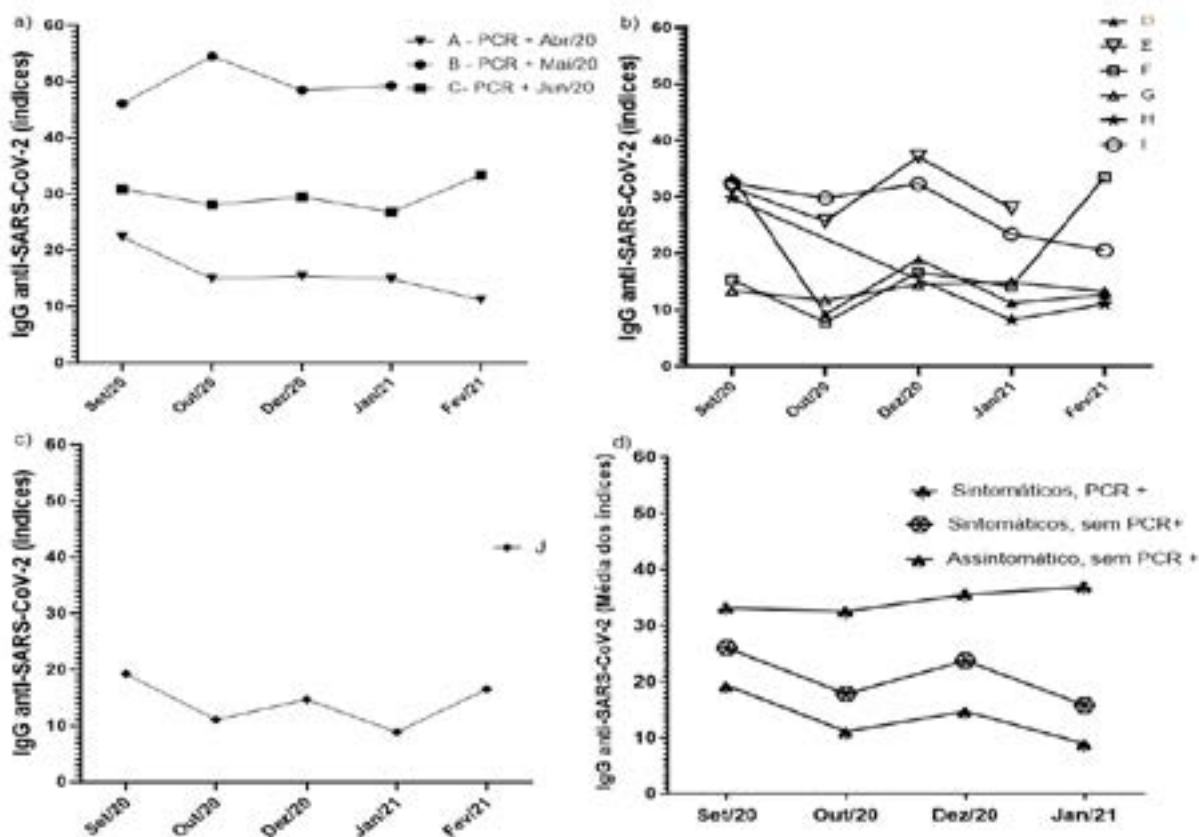 a)
IgG anti-SARS-CoV-2 (índices)
60
50
40
30
20
10
0
A - PCR + Abr/20
B - PCR + Mai/20
C- PCR + Jun/20
Set/20
Out/20
Dez/20
Jan/21
Fev/21
b)
IgG anti-SARS-CoV-2 (índices)
60
50
40
30
20
10
0
D
E
F
G
H
I
Set/20
Out/20
Dez/20
Jan/21
Fev/21
c)
IgG anti-SARS-CoV-2 (índices)
60
50
40
30
20
10
0
J
Set/20
Out/20
Dez/20
Jan/21
Fev/21
d)
IgG anti-SARS-CoV-2 (Média dos índices)
60
50
40
30
20
10
0
Sintomáticos, PCR +
Sintomáticos, sem PCR+
Assintomático, sem PCR +
Set/20
Out/20
Dez/20
Jan/21